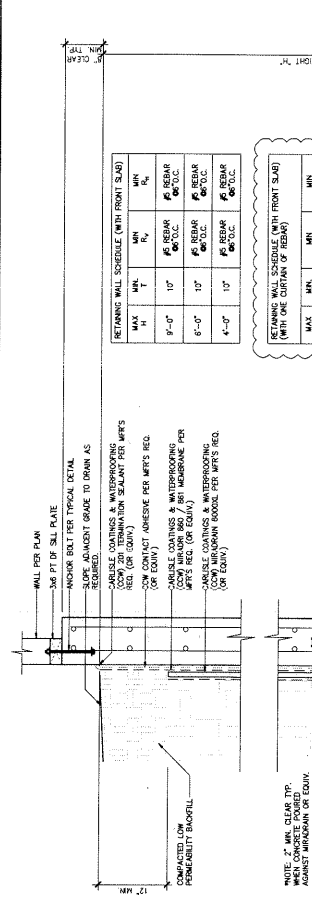 8" CLEAR
MIN. TYP.
HEIGHT "H"
RETAINING WALL SCHEDULE (WITH FRONT SLAB)
MAX H
MIN. T
MIN RV
MIN RH
9'-0"
10"
#5 REBAR @6"O.C.
#5 REBAR @6"O.C.
6'-0"
10"
#5 REBAR @6"O.C.
#5 REBAR @6"O.C.
4'-0"
10"
#5 REBAR @6"O.C.
#5 REBAR @6"O.C.
RETAINING WALL SCHEDULE (WITH FRONT SLAB)
(WITH ONE CURTAIN OF REBAR)
MAX
MIN.
MIN
MIN
WALL PER PLAN
3x6 PT DF SILL PLATE
ANCHOR BOLT PER TYPICAL DETAIL
SLOPE ADJACENT GRADE TO DRAIN AS
REQUIRED.
CARLISLE COATINGS & WATERPROOFING
(CCW) 201 TERMINATION SEALANT PER MFR'S
REQ. (OR EQUIV.)
CCW CONTACT ADHESIVE PER MFR'S REQ.
(OR EQUIV)
CARLISLE COATINGS & WATERPROOFING
(CCW) MIRADRI 860 / 861 MEMBRANE PER
MFR'S REQ. (OR EQUIV.)
CARLISLE COATINGS & WATERPROOFING
(CCW) MIRADRAIN 6000XL PER MFR'S REQ.
(OR EQUIV)
12" MIN.
COMPACTED LOW
PERMEABILITY BACKFILL
*NOTE: 2" MIN. CLEAR TYP.
WHEN CONCRETE POURED
AGAINST MIRADRAIN OR EQUIV.